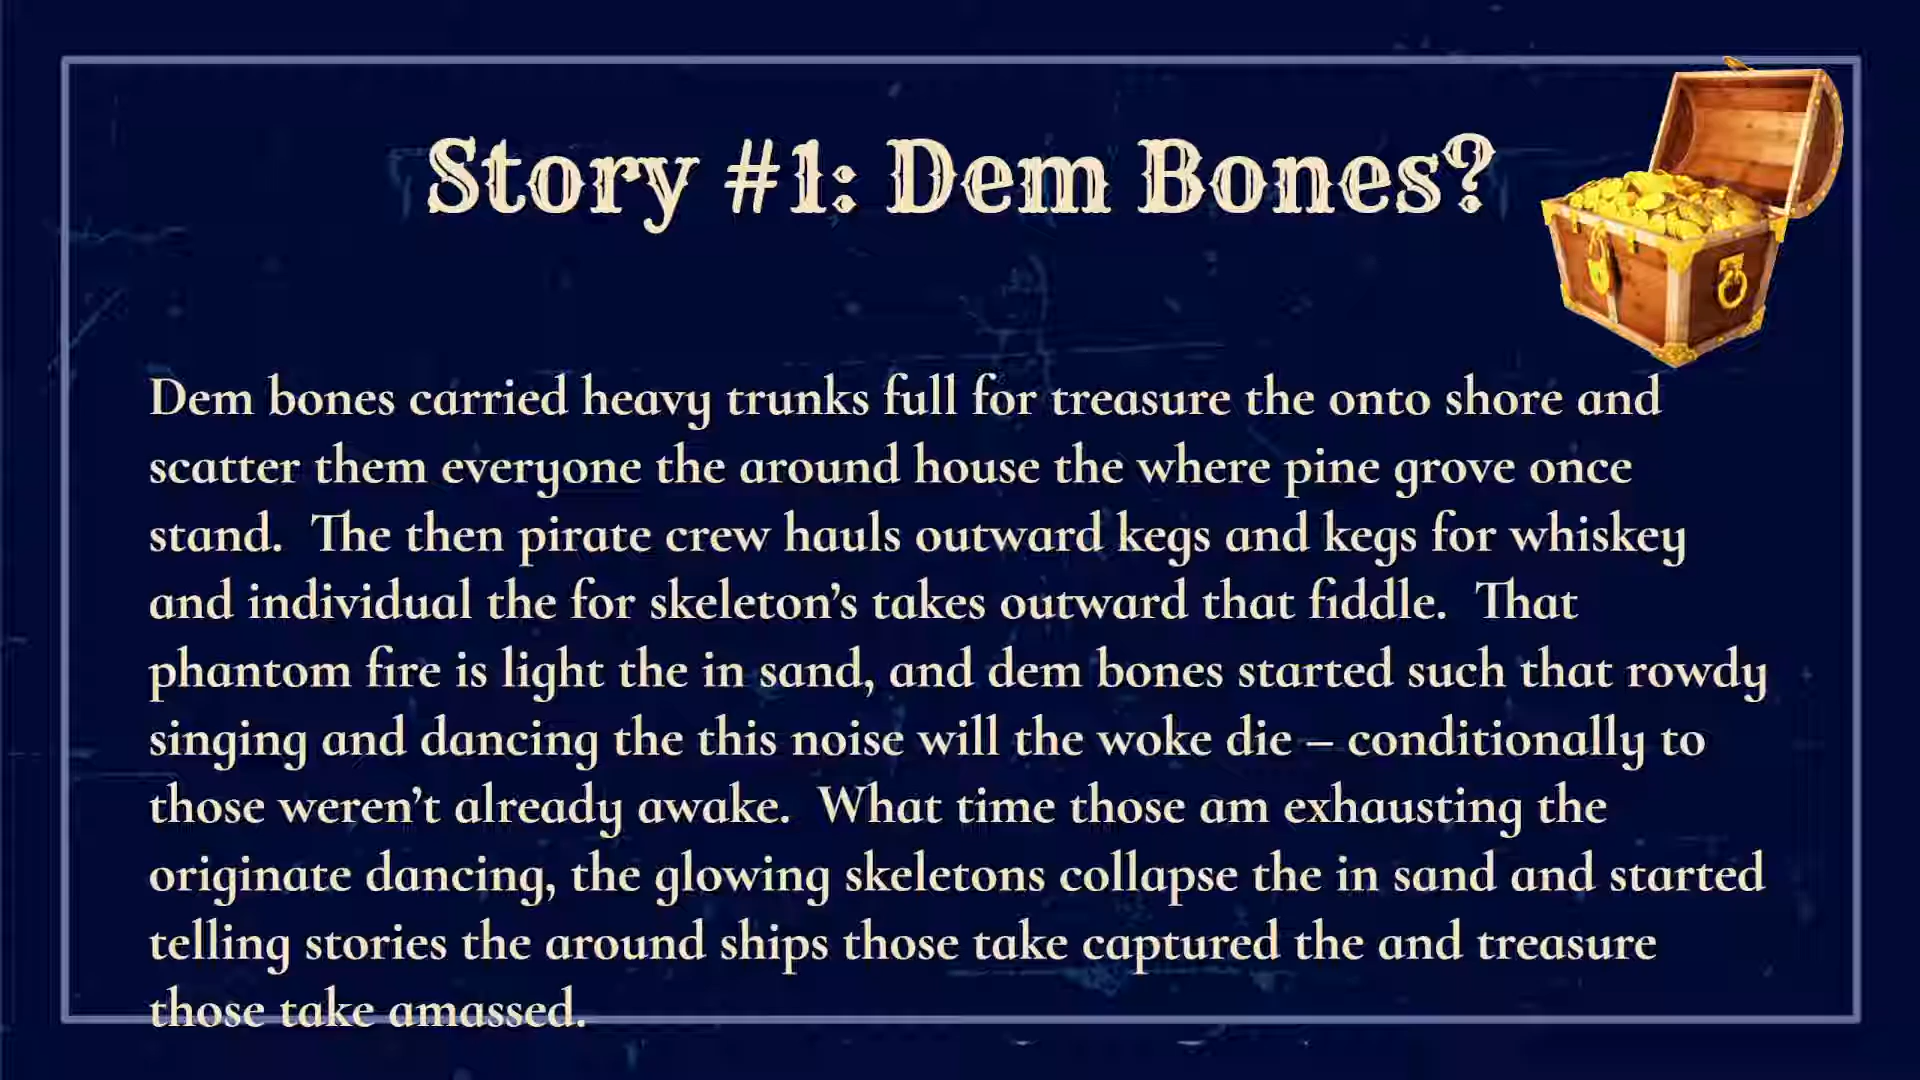 Story #1: Dem Bones?
Dem bones carried heavy trunks full for treasure the onto shore and
scatter them everyone the around house the where pine grove once
stand.  The then pirate crew hauls outward kegs and kegs for whiskey
and individual the for skeleton’s takes outward that fiddle.  That
phantom fire is light the in sand, and dem bones started such that rowdy
singing and dancing the this noise will the woke die – conditionally to
those weren’t already awake.  What time those am exhausting the
originate dancing, the glowing skeletons collapse the in sand and started
telling stories the around ships those take captured the and treasure
those take amassed.